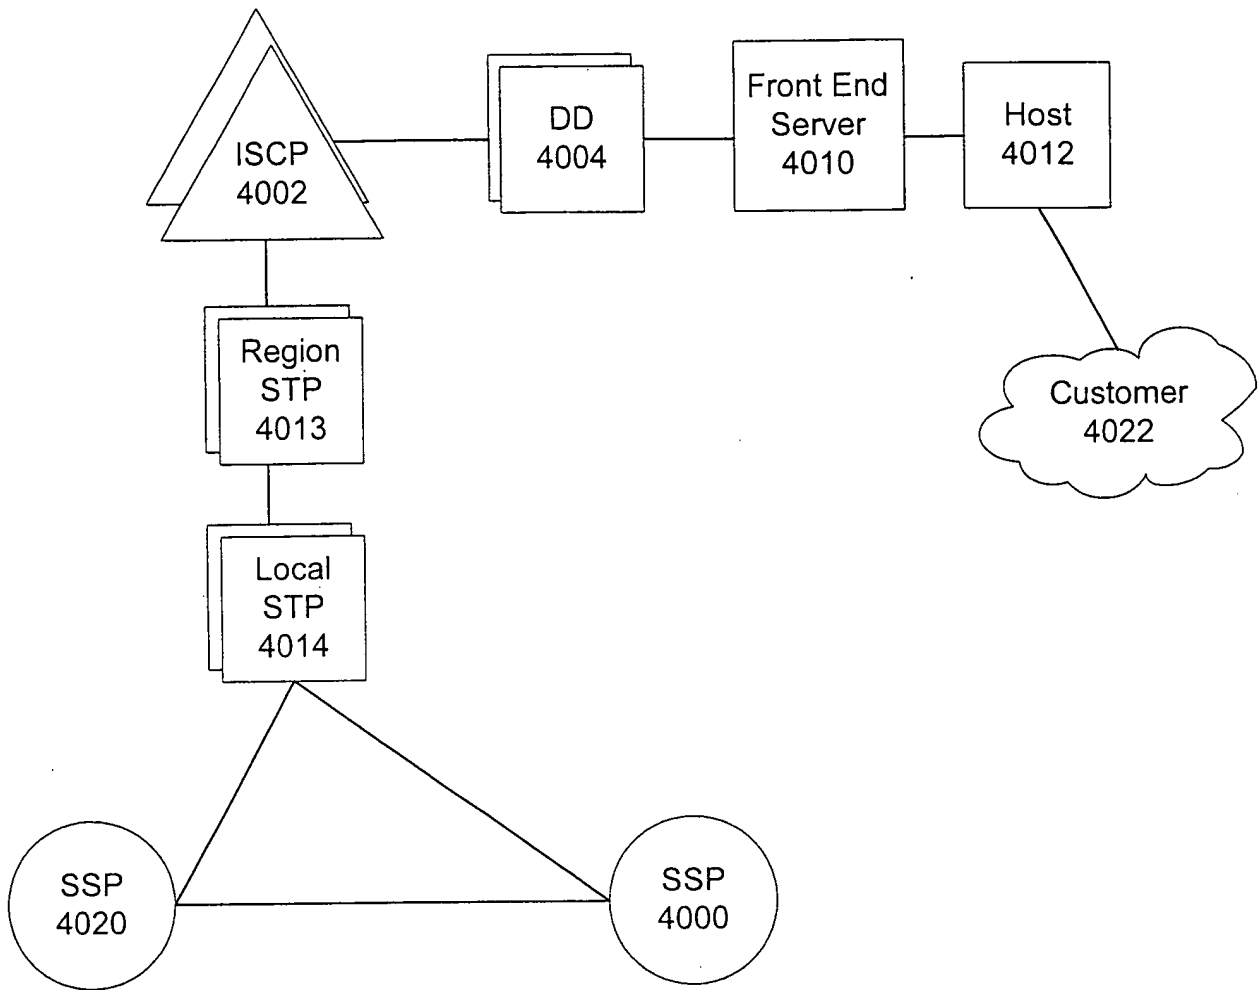 ISCP
4002
DD
4004
Front End
Server
4010
Host
4012
Region
STP
4013
Customer
4022
Local
STP
4014
SSP
4020
SSP
4000